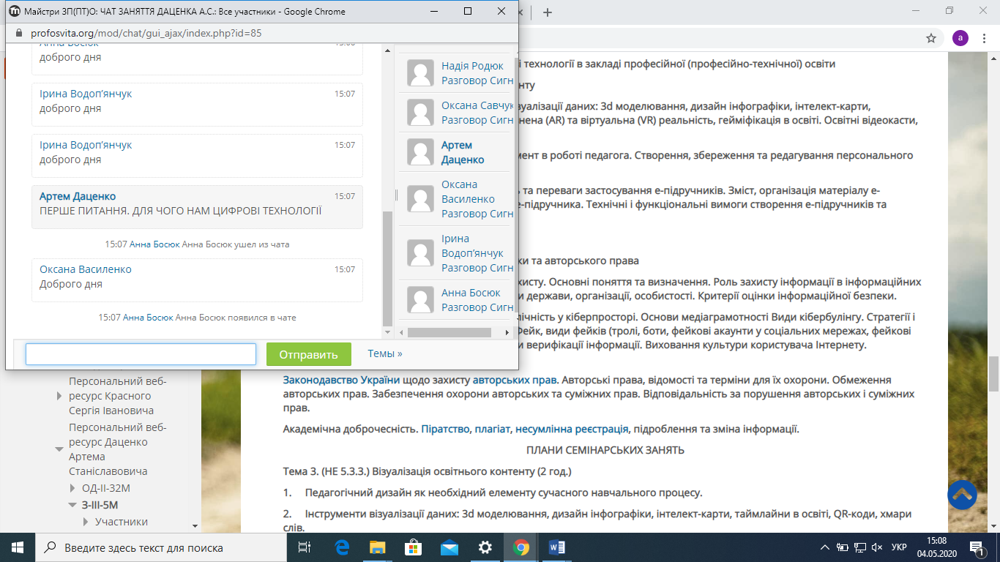 Майстри ЗП(ПТ)О: ЧАТ ЗАНЯТТЯ ДАЦЕНКА А.С.: Все участники - Google Chrome
profosvita.org/mod/chat/gui_ajax/index.php?id=85
Анна Босюк
доброго дня
Ірина Водоп’янчук 15:07
доброго дня
Ірина Водоп’янчук 15:07
доброго дня
Артем Даценко 15:07
ПЕРШЕ ПИТАННЯ. ДЛЯ ЧОГО НАМ ЦИФРОВІ ТЕХНОЛОГІЇ
15:07 Анна Босюк Анна Босюк ушел из чата
Оксана Василенко 15:07
Доброго дня
15:07 Анна Босюк Анна Босюк появился в чате
Надія Родюк
Разговор Сигн
Оксана Савчук
Разговор Сигн
Артем
Даценко
Оксана
Василенко
Разговор Сигн
Ірина
Водоп’янчук
Разговор Сигн
Анна Босюк
Разговор Сигн
Отправить
Темы »
a
і технології в закладі професійної (професійно-технічної) освіти
нту
зуалізації даних: 3d моделювання, дизайн інфографіки, інтелект-карти,
нена (AR) та віртуальна (VR) реальність, гейміфікація в освіті. Освітні відеокасти,
мент в роботі педагога. Створення, збереження та редагування персонального
ь та переваги застосування е-підручників. Зміст, організація матеріалу е-
е-підручника. Технічні і функціональні вимоги створення е-підручників та
ки та авторського права
хисту. Основні поняття та визначення. Роль захисту інформації в інформаційних
и держави, організації, особистості. Критерії оцінки інформаційної безпеки.
лічність у кіберпросторі. Основи медіаграмотності Види кібербулінгу. Стратегії і
Фейк, види фейків (тролі, боти, фейкові акаунти у соціальних мережах, фейкові
и верифікації інформації. Виховання культури користувача Інтернету.
Законодавство України щодо захисту авторських прав. Авторські права, відомості та терміни для їх охорони. Обмеження
авторських прав. Забезпечення охорони авторських та суміжних прав. Відповідальність за порушення авторських і суміжних
прав.
Академічна доброчесність. Піратство, плагіат, несумлінна реєстрація, підроблення та зміна інформації.
ПЛАНИ СЕМІНАРСЬКИХ ЗАНЯТЬ
Тема 3. (НЕ 5.3.3.) Візуалізація освітнього контенту (2 год.)
1. Педагогічний дизайн як необхідний елементу сучасного навчального процесу.
2. Інструменти візуалізації даних: 3d моделювання, дизайн інфографіки, інтелект-карти, таймлайни в освіті, QR-коди, хмари
слів.
Персональний веб-
ресурс Красного
Сергія Івановича
Персональний веб-
ресурс Даценко
Артема
Станіславовича
ОД-ІІ-32М
З-ІІІ-5М
Участники
Введите здесь текст для поиска
УКР
15:08
04.05.2020
1